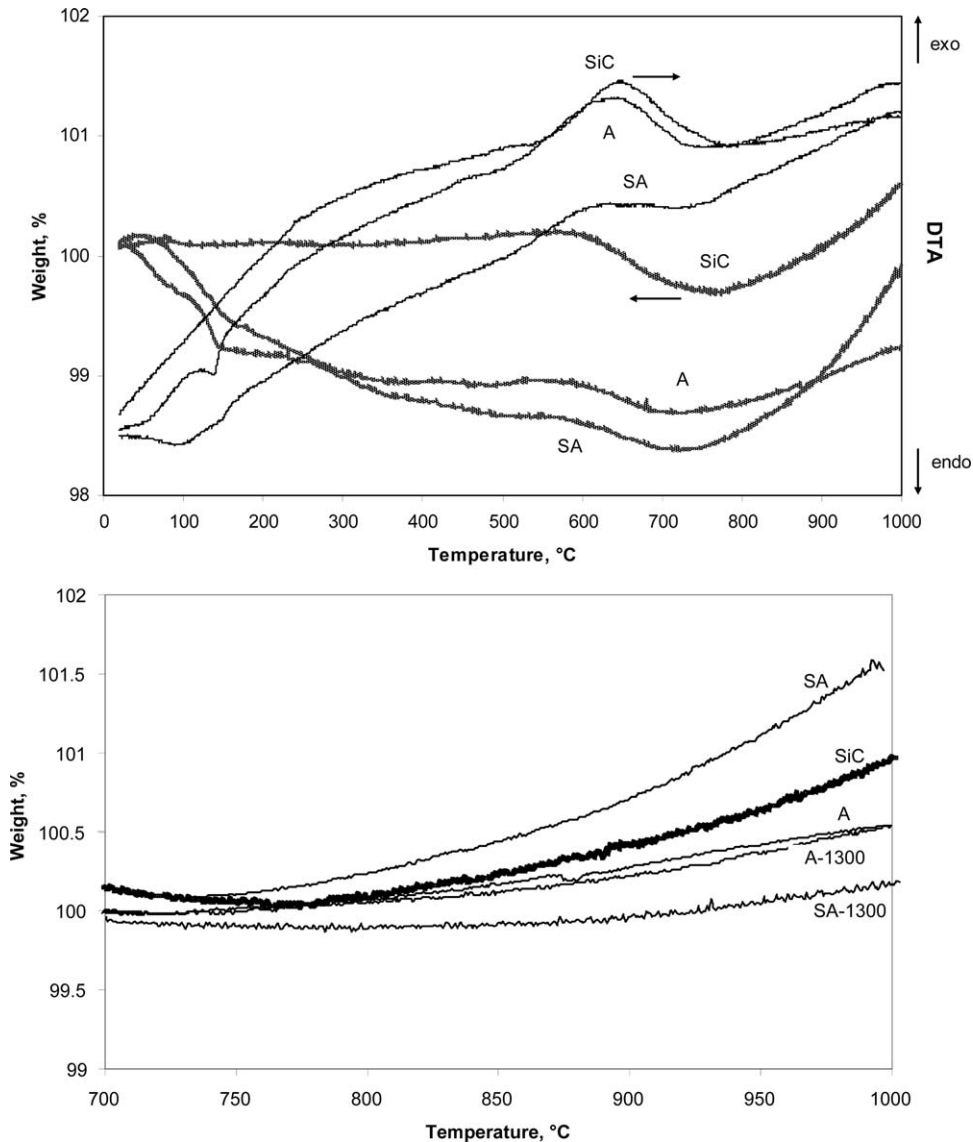 102
exo
SiC
101
A
SA
Weight, %
100
DTA
SiC
99
A
SA
endo
98
0 100 200 300 400 500 600 700 800 900 1000
Temperature, °C
102
101.5
SA
101
SiC
Weight, %
100.5
A
A-1300
100
SA-1300
99.5
99
700 750 800 850 900 950 1000
Temperature, °C